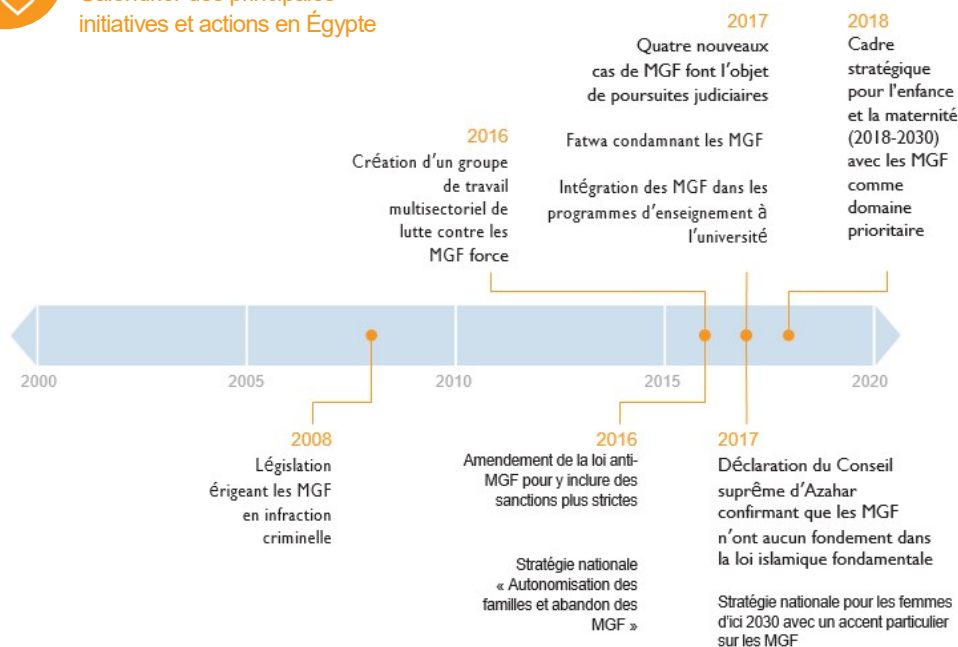 Calendrier des principales
initiatives et actions en Égypte
2017
Quatre nouveaux
cas de MGF font l'objet
de poursuites judiciaires
Fatwa condamnant les MGF
Intégration des MGF dans les
programmes d'enseignement à
l'université
2018
Cadre
stratégique
pour l'enfance
et la maternité
(2018-2030)
avec les MGF
comme
domaine
prioritaire
2016
Création d'un groupe
de travail
multisectoriel de
lutte contre les
MGF force
2000
2005
2010
2015
2020
2008
Législation
érigeant les MGF
en infraction
criminelle
2016
Amendement de la loi anti-
MGF pour y inclure des
sanctions plus strictes
Stratégie nationale
« Autonomisation des
familles et abandon des
MGF »
2017
Déclaration du Conseil
suprême d'Azahar
confirmant que les MGF
n'ont aucun fondement dans
la loi islamique fondamentale
Stratégie nationale pour les femmes
d'ici 2030 avec un accent particulier
sur les MGF